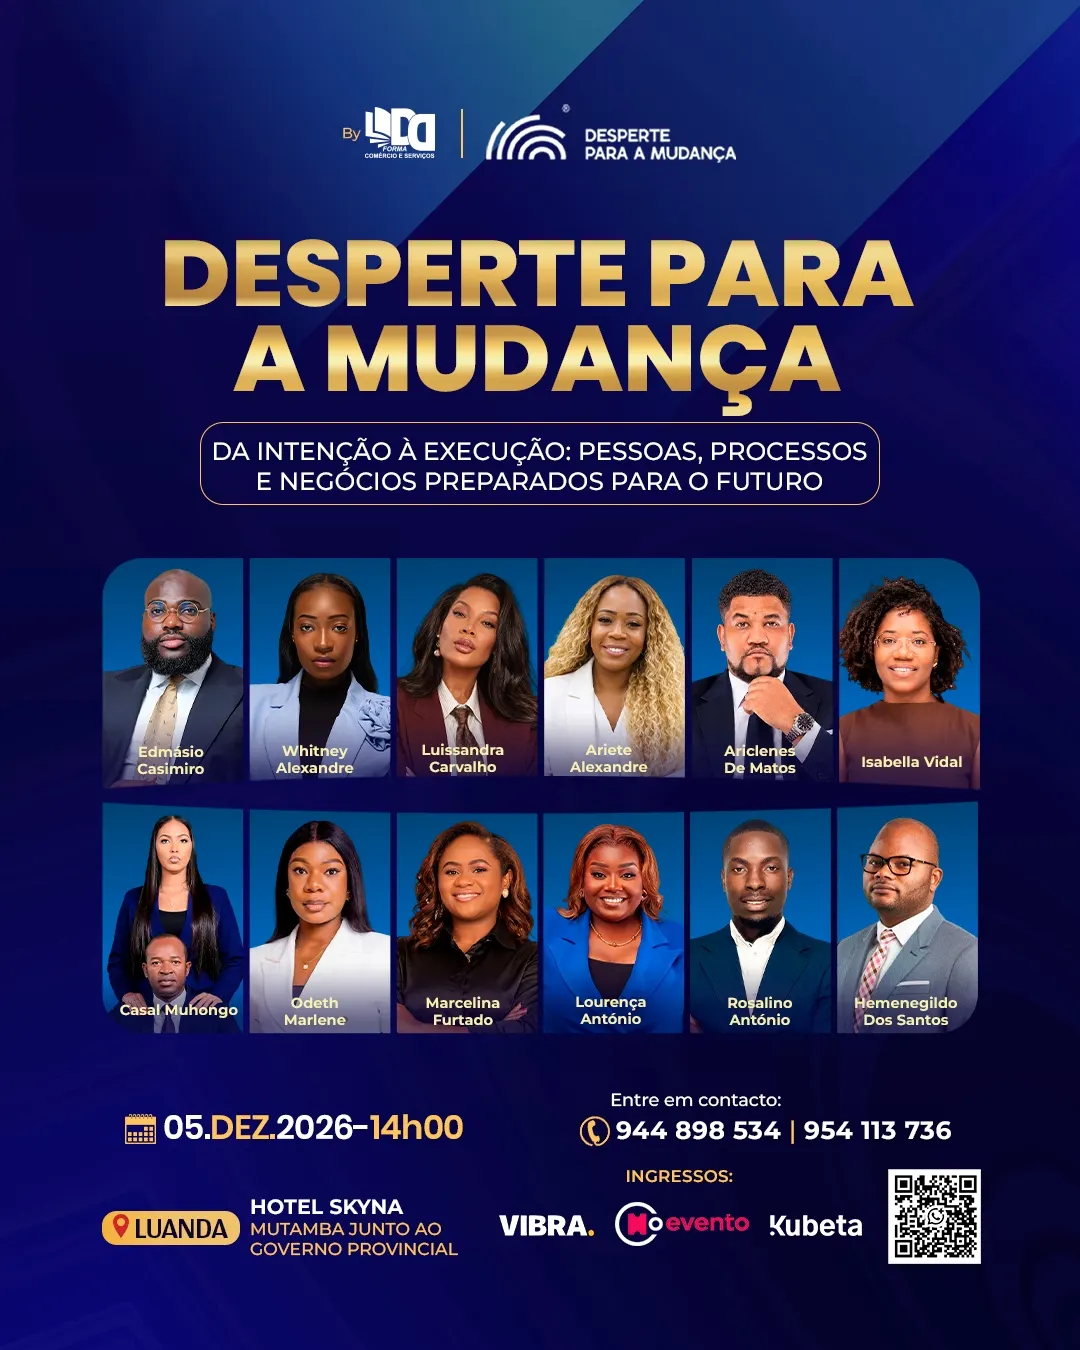 By
LDD
FORMA
COMÉRCIO E SERVIÇOS
DESPERTE
PARA A MUDANÇA
®
DESPERTE PARA
A MUDANÇA
DA INTENÇÃO À EXECUÇÃO: PESSOAS, PROCESSOS
E NEGÓCIOS PREPARADOS PARA O FUTURO
Edmásio
Casimiro
Whitney
Alexandre
Luissandra
Carvalho
Ariete
Alexandre
Ariclenes
De Matos
Isabella Vidal
Casal Muhongo
Odeth
Marlene
Marcelina
Furtado
Lourença
António
Rosalino
António
Hemenegildo
Dos Santos
05.DEZ.2026-14h00
Entre em contacto:
944 898 534 | 954 113 736
LUANDA
HOTEL SKYNA
MUTAMBA JUNTO AO
GOVERNO PROVINCIAL
INGRESSOS:
VIBRA.
No evento
Kubeta